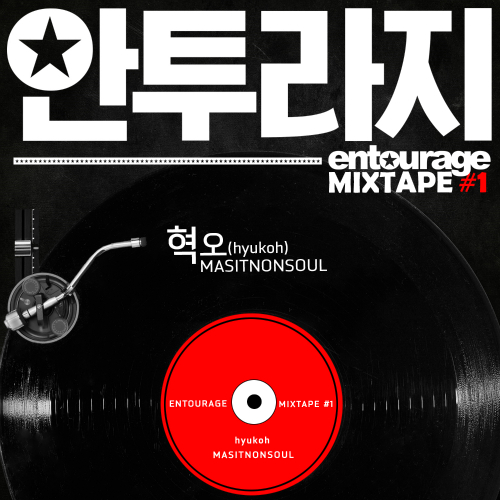 안투라지
entourage
MIXTAPE #1
혁오(hyukoh)
MASITNONSOUL
ENTOURAGE MIXTAPE #1
hyukoh
MASITNONSOUL